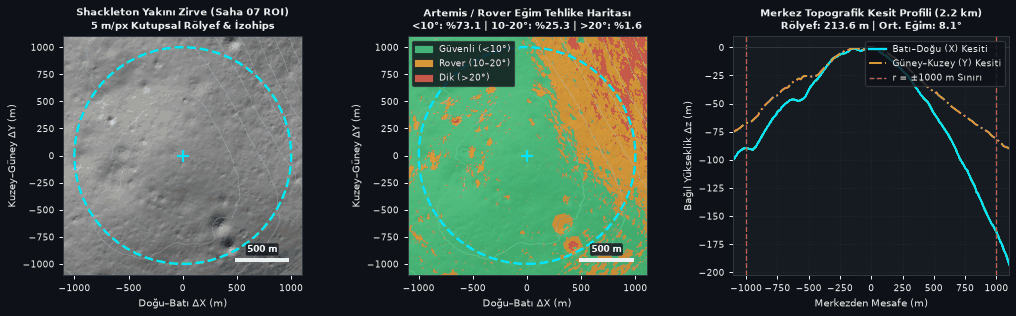 Shackleton Yakını Zirve (Saha 07 ROI)
5 m/px Kutupsal Rölyef & İzohips
Kuzey–Güney ΔY (m)
1000
750
500
250
0
−250
−500
−750
−1000
500 m
−1000 −500 0 500 1000
Doğu–Batı ΔX (m)
Artemis / Rover Eğim Tehlike Haritası
<10°: %73.1 | 10-20°: %25.3 | >20°: %1.6
Kuzey–Güney ΔY (m)
1000
750
500
250
0
−250
−500
−750
−1000
Güvenli (<10°)
Rover (10–20°)
Dik (>20°)
500 m
−1000 −500 0 500 1000
Doğu–Batı ΔX (m)
Merkez Topografik Kesit Profili (2.2 km)
Rölyef: 213.6 m | Ort. Eğim: 8.1°
Bağıl Yükseklik Δz (m)
0
−25
−50
−75
−100
−125
−150
−175
−200
Batı–Doğu (X) Kesiti
Güney–Kuzey (Y) Kesiti
r = ±1000 m Sınırı
−1000 −750 −500 −250 0 250 500 750 1000
Merkezden Mesafe (m)